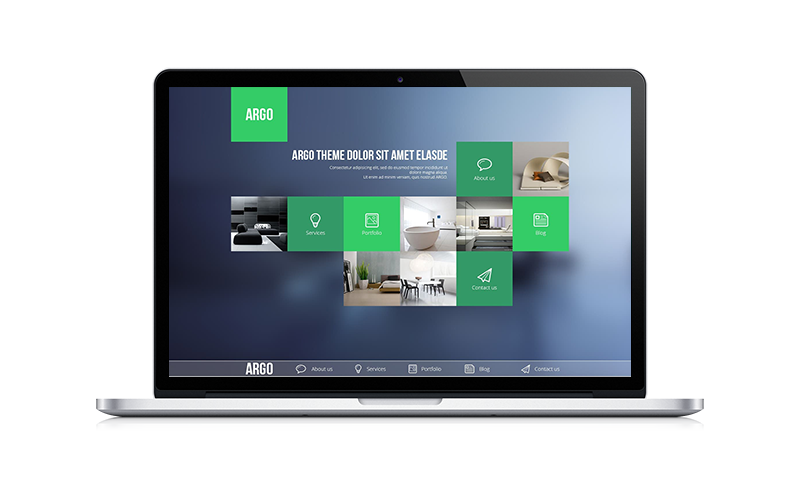 ARGO
ARGO THEME DOLOR SIT AMET ELASDE
Consectetur adipiscing elit, sed do eiusmod tempor incididunt ut
dolore magna aliqua
Ut enim ad minim veniam, quis nostrud ARGO!
About us
Services
Portfolio
Blog
Contact us
ARGO
About us
Services
Portfolio
Blog
Contact us